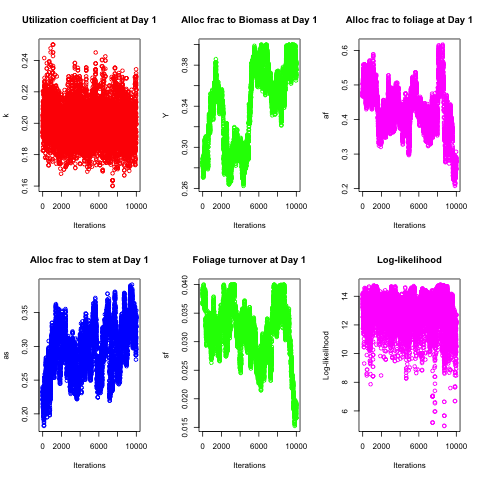 Utilization coefficient at Day 1
k
0.16 0.18 0.20 0.22 0.24
0 2000 6000 10000
Iterations
Alloc frac to Biomass at Day 1
Y
0.26 0.30 0.34 0.38
0 2000 6000 10000
Iterations
Alloc frac to foliage at Day 1
af
0.2 0.3 0.4 0.5 0.6
0 2000 6000 10000
Iterations
Alloc frac to stem at Day 1
as
0.20 0.25 0.30 0.35
0 2000 6000 10000
Iterations
Foliage turnover at Day 1
sf
0.015 0.020 0.025 0.030 0.035 0.040
0 2000 6000 10000
Iterations
Log-likelihood
Log-likelihood
6 8 10 12 14
0 2000 6000 10000
Iterations